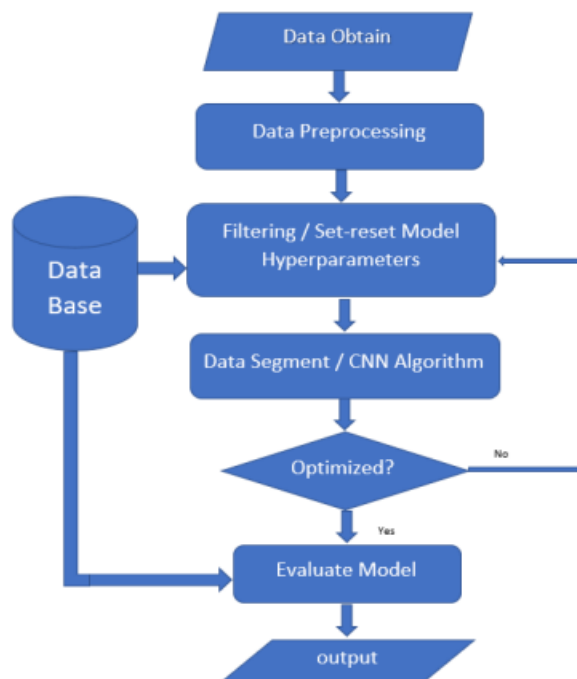 Data Obtain
Data Preprocessing
Filtering / Set-reset Model
Hyperparameters
Data
Base
Data Segment / CNN Algorithm
Optimized?
No
Yes
Evaluate Model
output